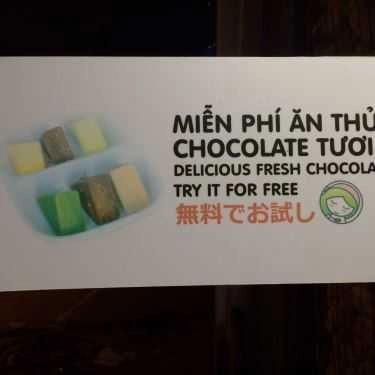 MIỄN PHÍ ĂN THỬ
CHOCOLATE TƯƠI
DELICIOUS FRESH CHOCOLA
TRY IT FOR FREE
無料でお試し